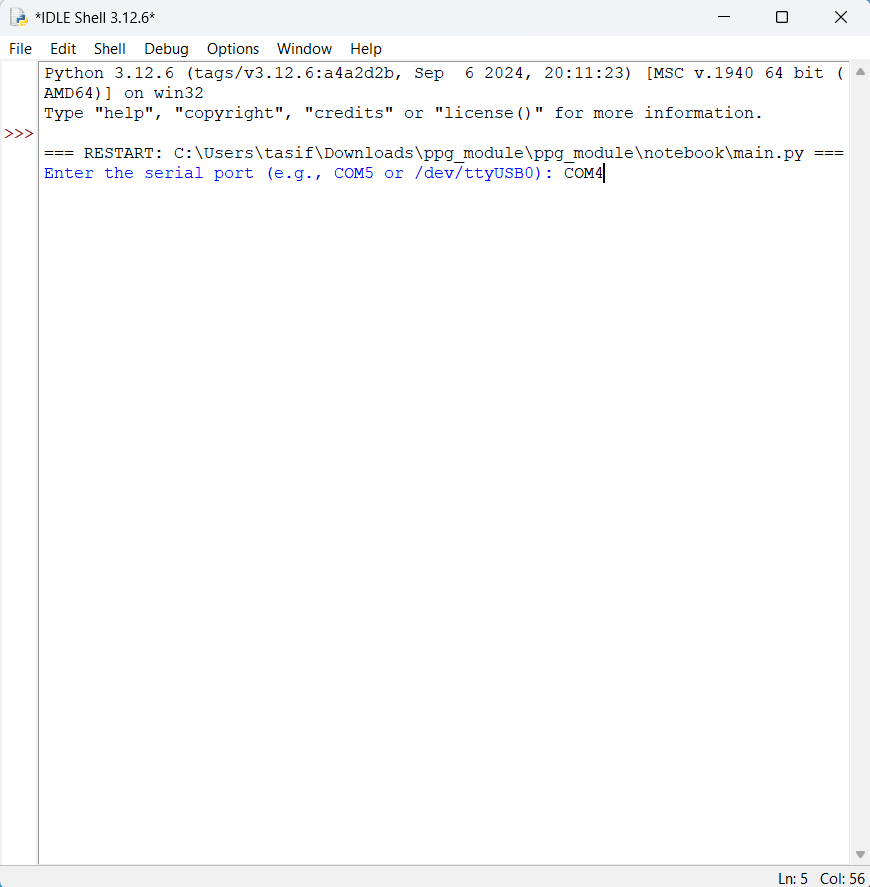 *IDLE Shell 3.12.6*
File Edit Shell Debug Options Window Help
Python 3.12.6 (tags/v3.12.6:a4a2d2b, Sep  6 2024, 20:11:23) [MSC v.1940 64 bit (
AMD64)] on win32
Type "help", "copyright", "credits" or "license()" for more information.
>>>
=== RESTART: C:\Users\tasif\Downloads\ppg_module\ppg_module\notebook\main.py ===
Enter the serial port (e.g., COM5 or /dev/ttyUSB0): COM4
Ln: 5 Col: 56